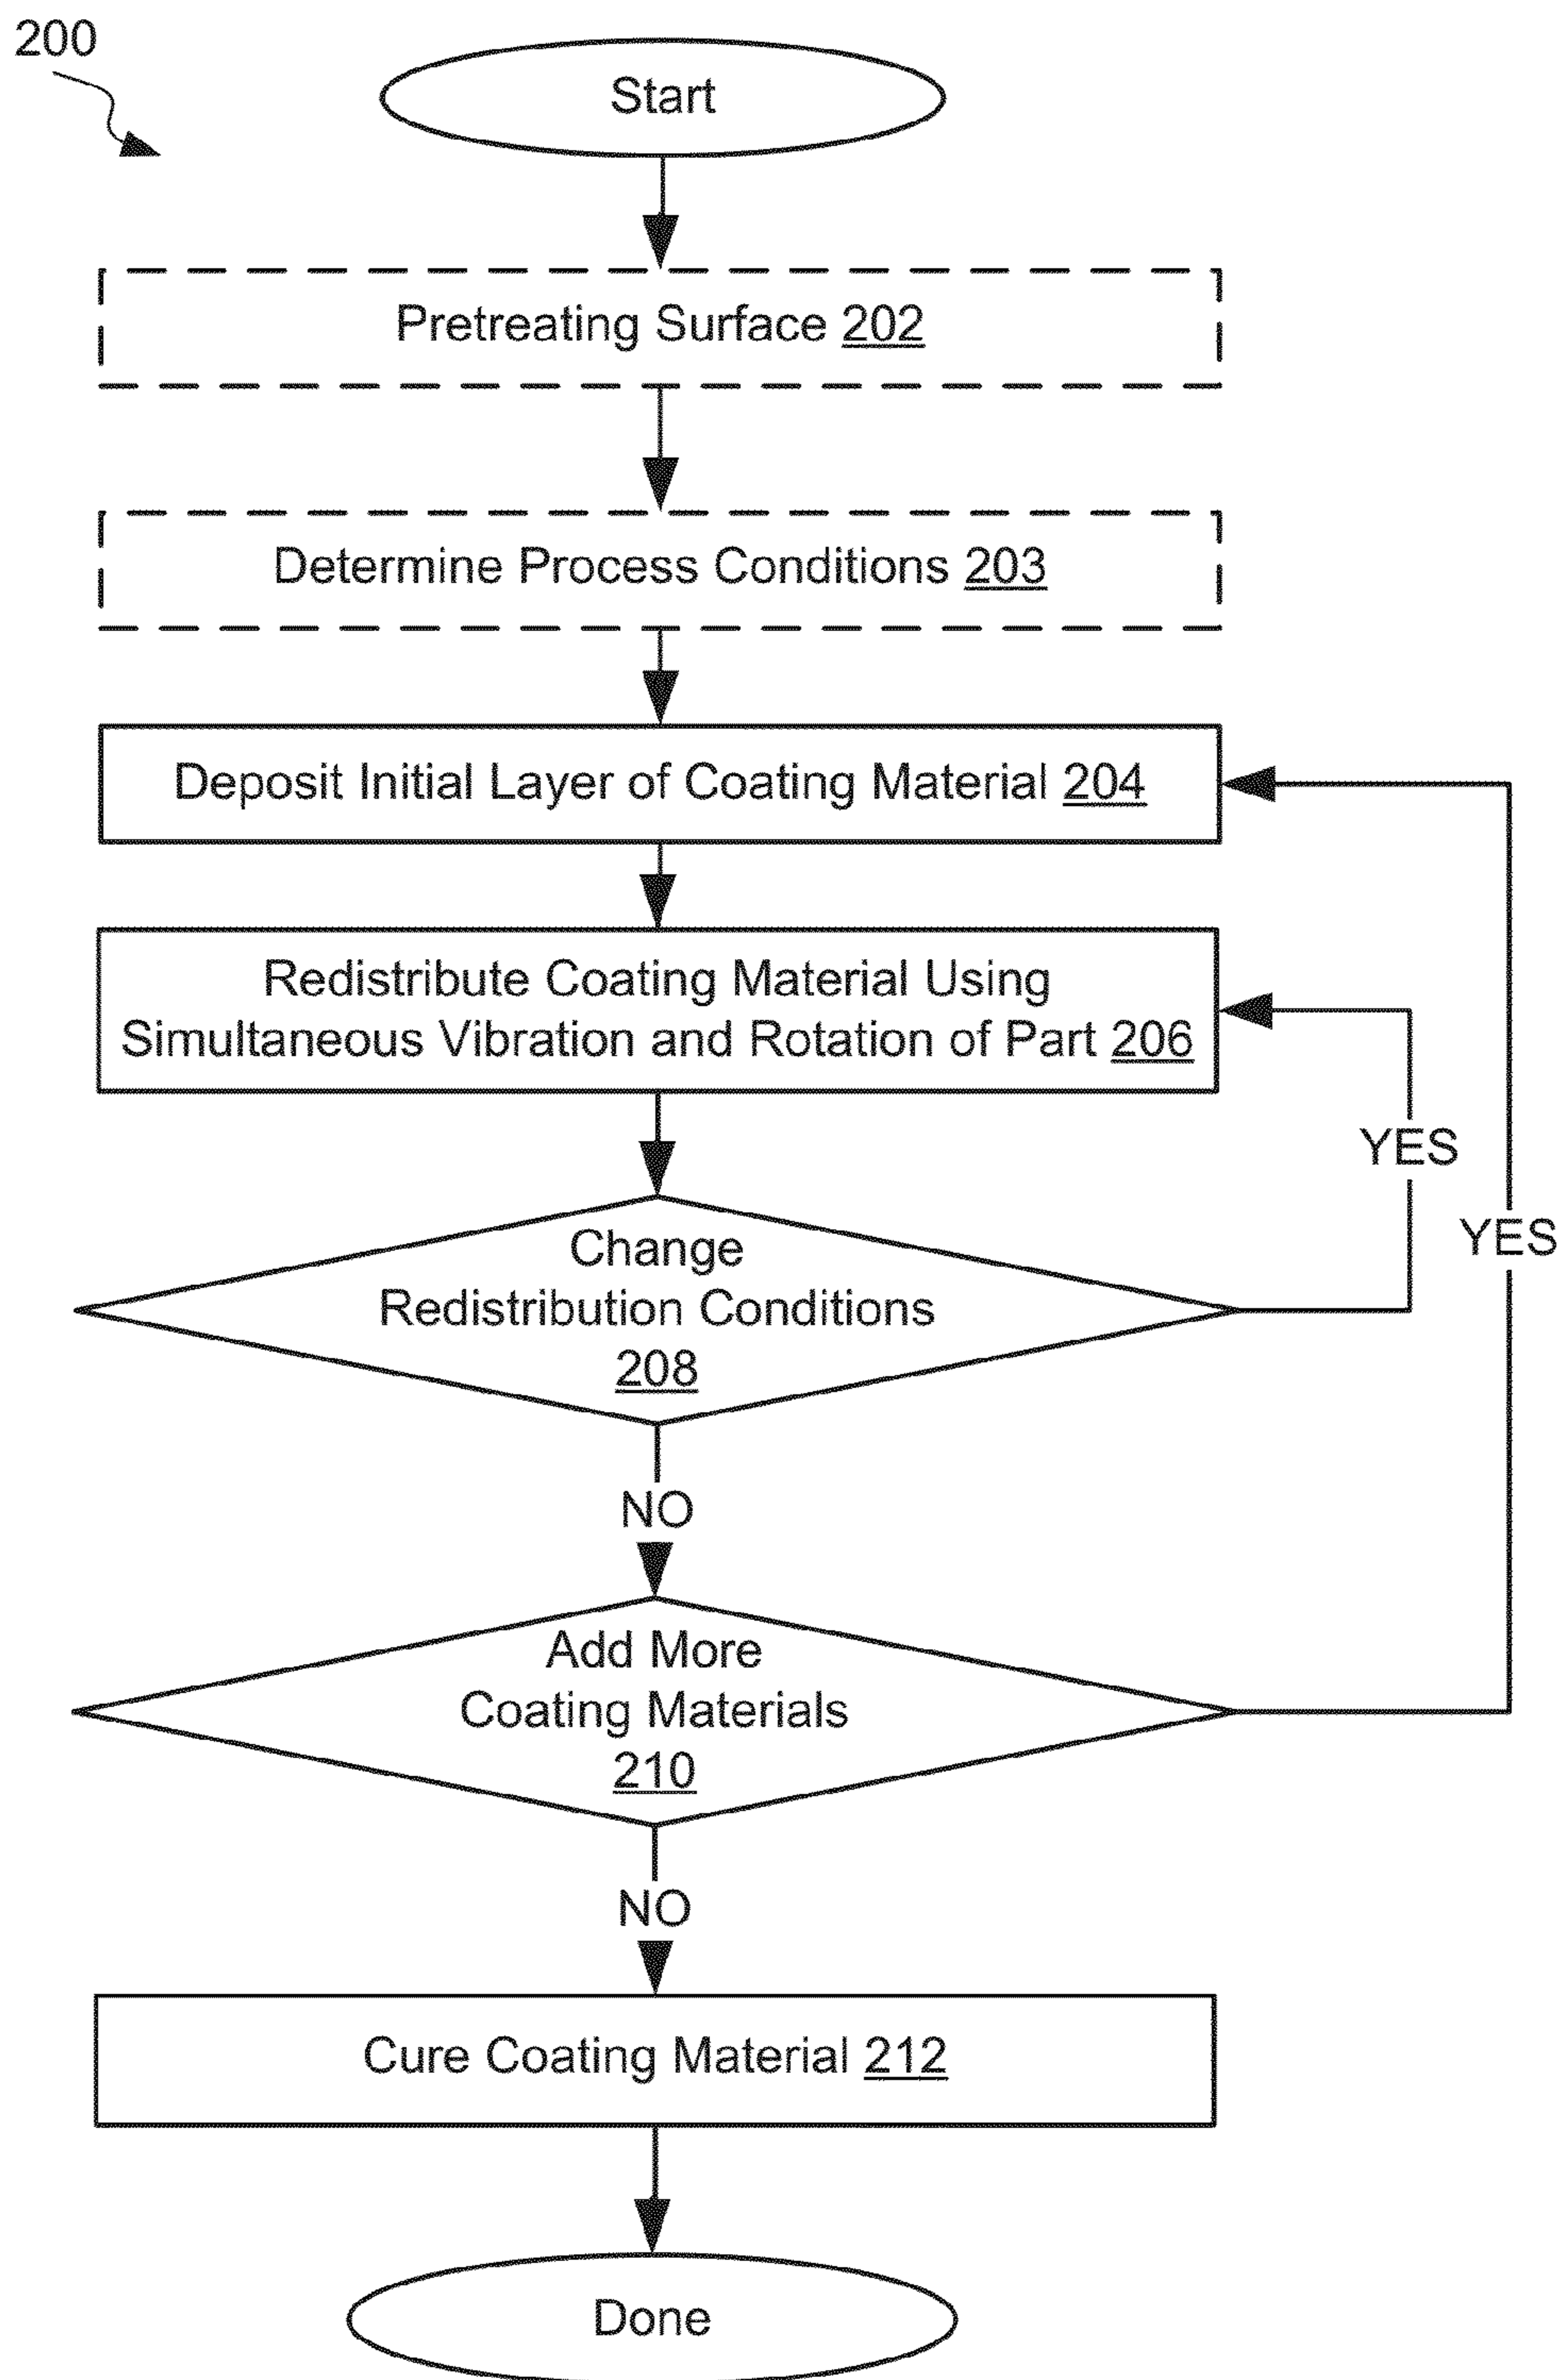 200
Start
Pretreating Surface 202
Determine Process Conditions 203
Deposit Initial Layer of Coating Material 204
Redistribute Coating Material Using
Simultaneous Vibration and Rotation of Part 206
YES
YES
Change
Redistribution Conditions
208
NO
Add More
Coating Materials
210
NO
Cure Coating Material 212
Done